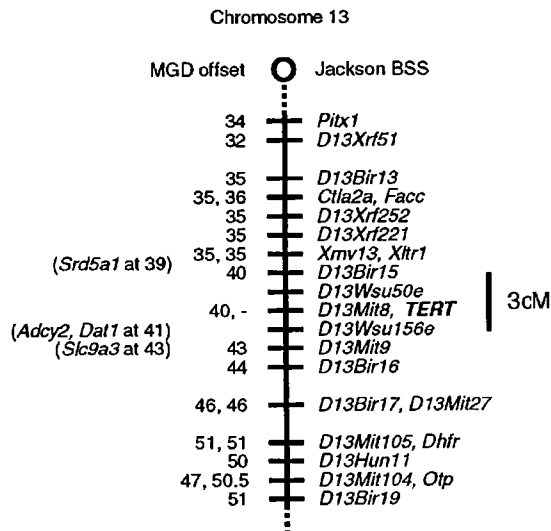 Chromosome 13
MGD offset Jackson BSS
34 Pitx1
32 D13Xrf51
35 D13Bir13
35, 36 Ctla2a, Facc
35 D13Xrf252
35 D13Xrf221
35, 35 Xmv13, Xltr1
(Srd5a1 at 39)
40 D13Bir15
D13Wsu50e
3cM
40, - D13Mit8, TERT
(Adcy2, Dat1 at 41) D13Wsu156e
(Slc9a3 at 43) 43 D13Mit9
44 D13Bir16
46, 46 D13Bir17, D13Mit27
51, 51 D13Mit105, Dhfr
50 D13Hun11
47, 50.5 D13Mit104, Otp
51 D13Bir19